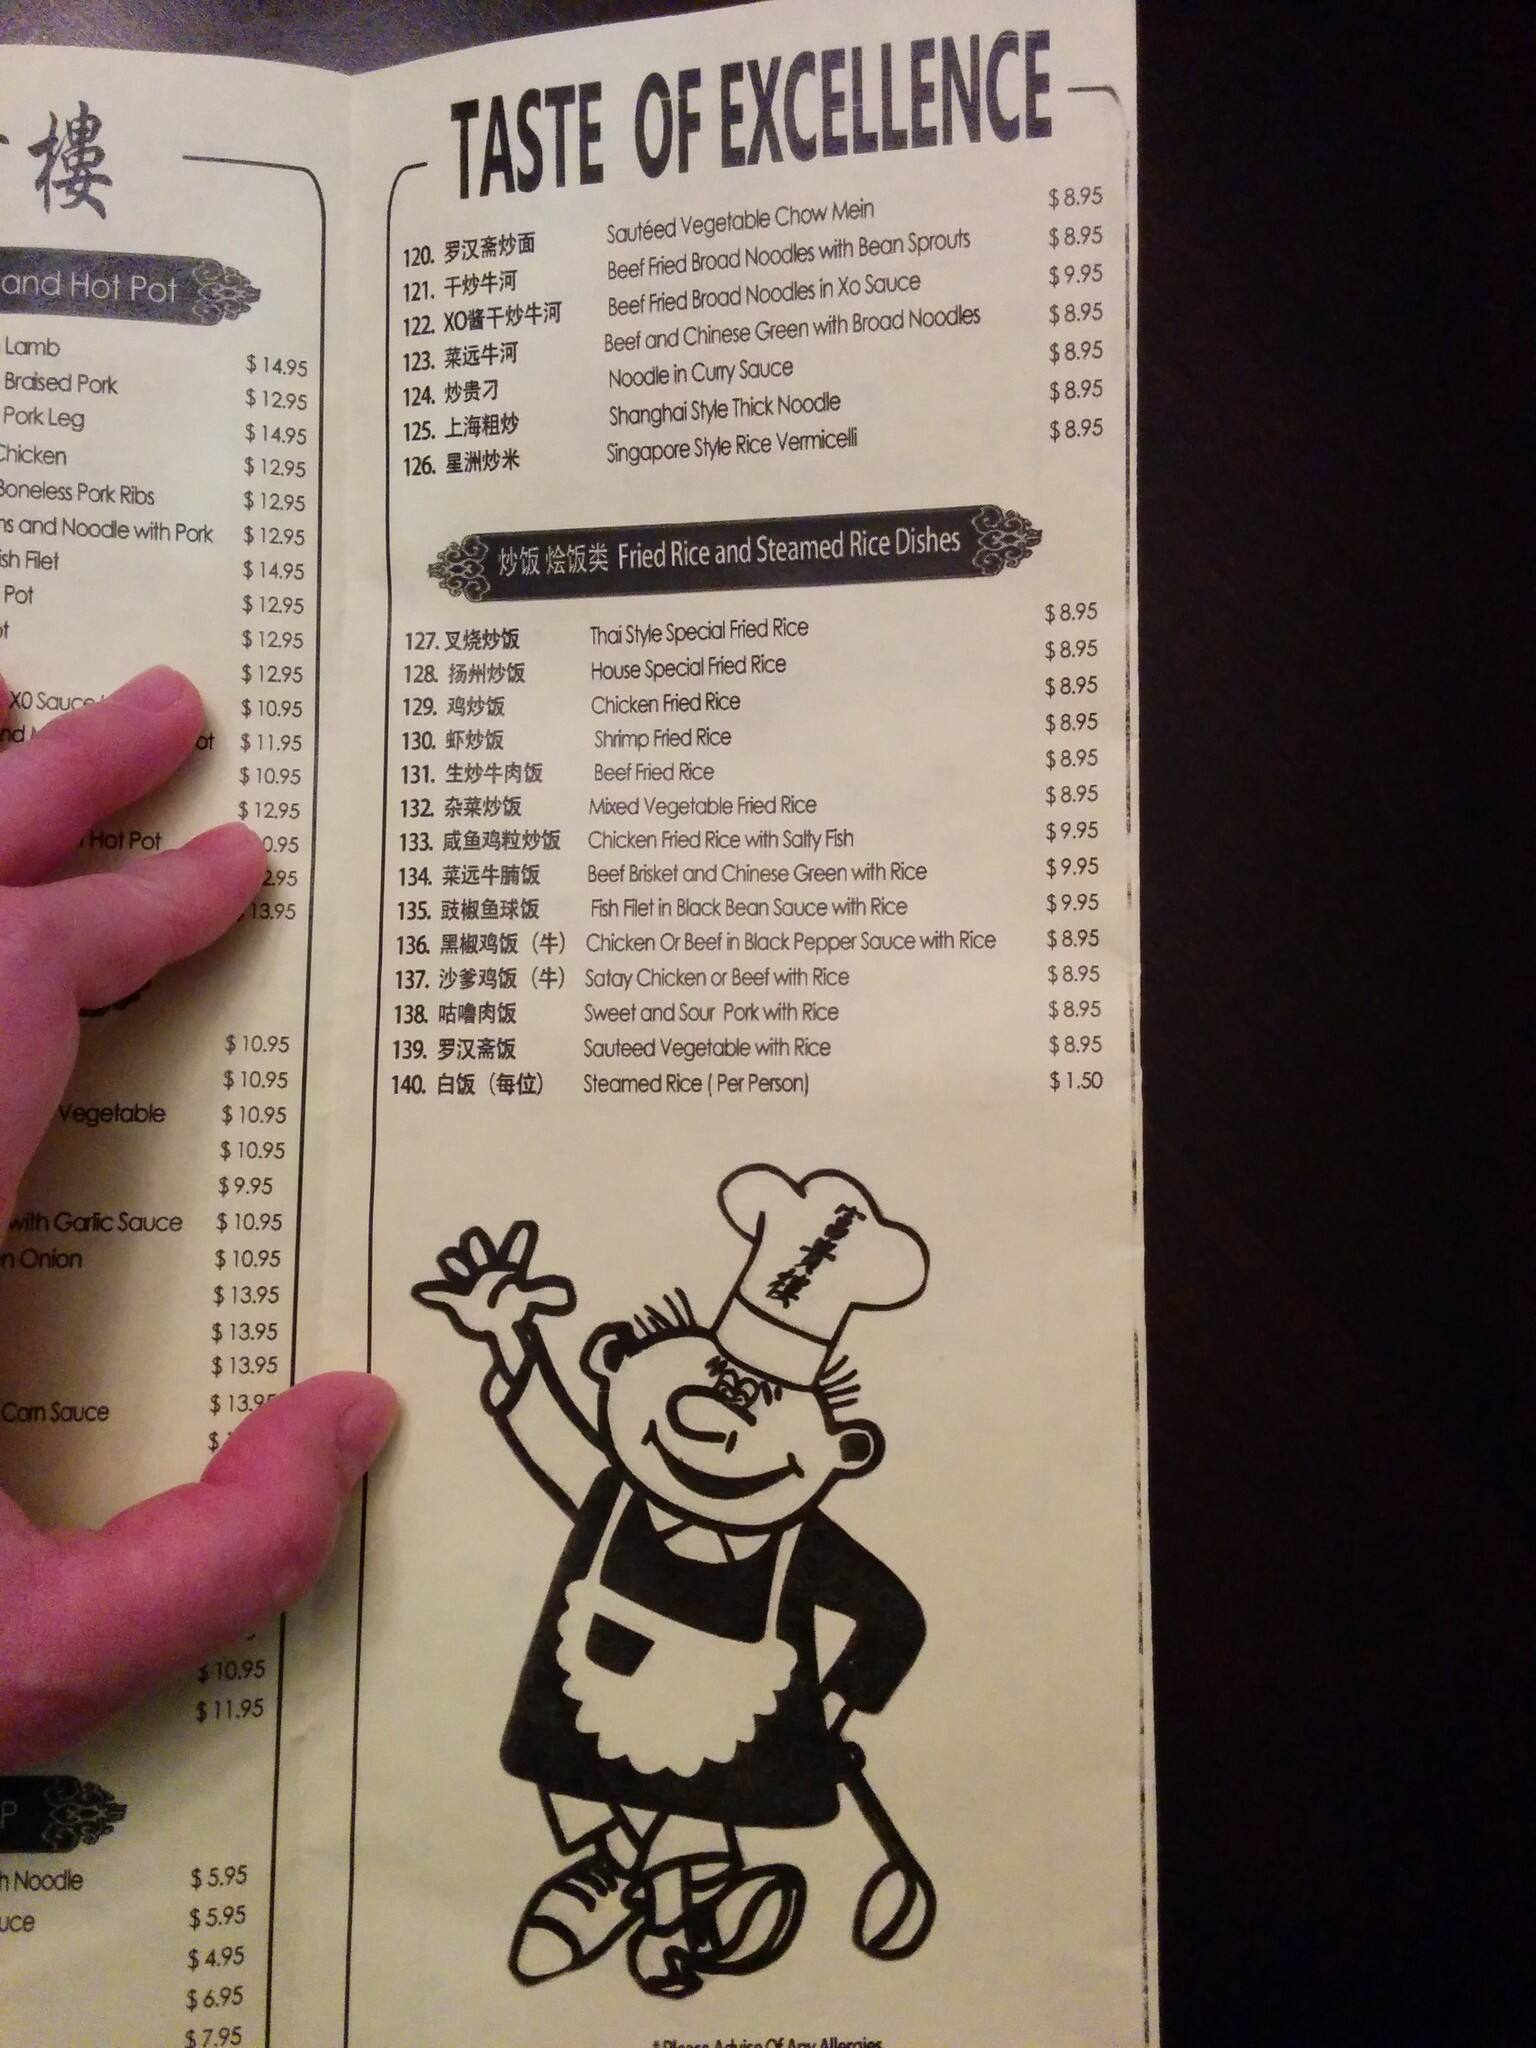 樓
and Hot Pot
Lamb $ 14.95
Braised Pork $ 12.95
Pork Leg $ 14.95
Chicken $ 12.95
Boneless Pork Ribs $ 12.95
and Noodle with Pork $ 12.95
Filet $ 14.95
Pot $ 12.95
$ 12.95
$ 12.95
XO Sauce $ 10.95
$ 11.95
$ 10.95
$ 12.95
Hot Pot
13.95
$ 10.95
$ 10.95
Vegetable $ 10.95
$ 10.95
$ 9.95
with Garlic Sauce $ 10.95
Onion $ 10.95
$ 13.95
$ 13.95
$ 13.95
Corn Sauce $ 13.95
$ 10.95
$ 11.95
Noodle $ 5.95
$ 5.95
$ 4.95
$ 6.95
$ 7.95
TASTE OF EXCELLENCE
120. 罗汉斋炒面 Sautéed Vegetable Chow Mein $ 8.95
121. 干炒牛河 Beef Fried Broad Noodles with Bean Sprouts $ 8.95
122. XO酱干炒牛河 Beef Fried Broad Noodles in Xo Sauce $ 9.95
123. 菜远牛河 Beef and Chinese Green with Broad Noodles $ 8.95
124. 炒贵刁 Noodle in Curry Sauce $ 8.95
125. 上海粗炒 Shanghai Style Thick Noodle $ 8.95
126. 星洲炒米 Singapore Style Rice Vermicelli $ 8.95
炒饭 烩饭类 Fried Rice and Steamed Rice Dishes
127. 叉烧炒饭 Thai Style Special Fried Rice $ 8.95
128. 扬州炒饭 House Special Fried Rice $ 8.95
129. 鸡炒饭 Chicken Fried Rice $ 8.95
130. 虾炒饭 Shrimp Fried Rice $ 8.95
131. 生炒牛肉饭 Beef Fried Rice $ 8.95
132. 杂菜炒饭 Mixed Vegetable Fried Rice $ 8.95
133. 咸鱼鸡粒炒饭 Chicken Fried Rice with Salty Fish $ 9.95
134. 菜远牛腩饭 Beef Brisket and Chinese Green with Rice $ 9.95
135. 豉椒鱼球饭 Fish Filet in Black Bean Sauce with Rice $ 9.95
136. 黑椒鸡饭（牛） Chicken Or Beef in Black Pepper Sauce with Rice $ 8.95
137. 沙爹鸡饭（牛） Satay Chicken or Beef with Rice $ 8.95
138. 咕噜肉饭 Sweet and Sour Pork with Rice $ 8.95
139. 罗汉斋饭 Sauteed Vegetable with Rice $ 8.95
140. 白饭（每位） Steamed Rice ( Per Person) $ 1.50
* Please Advise Of Any Allergies